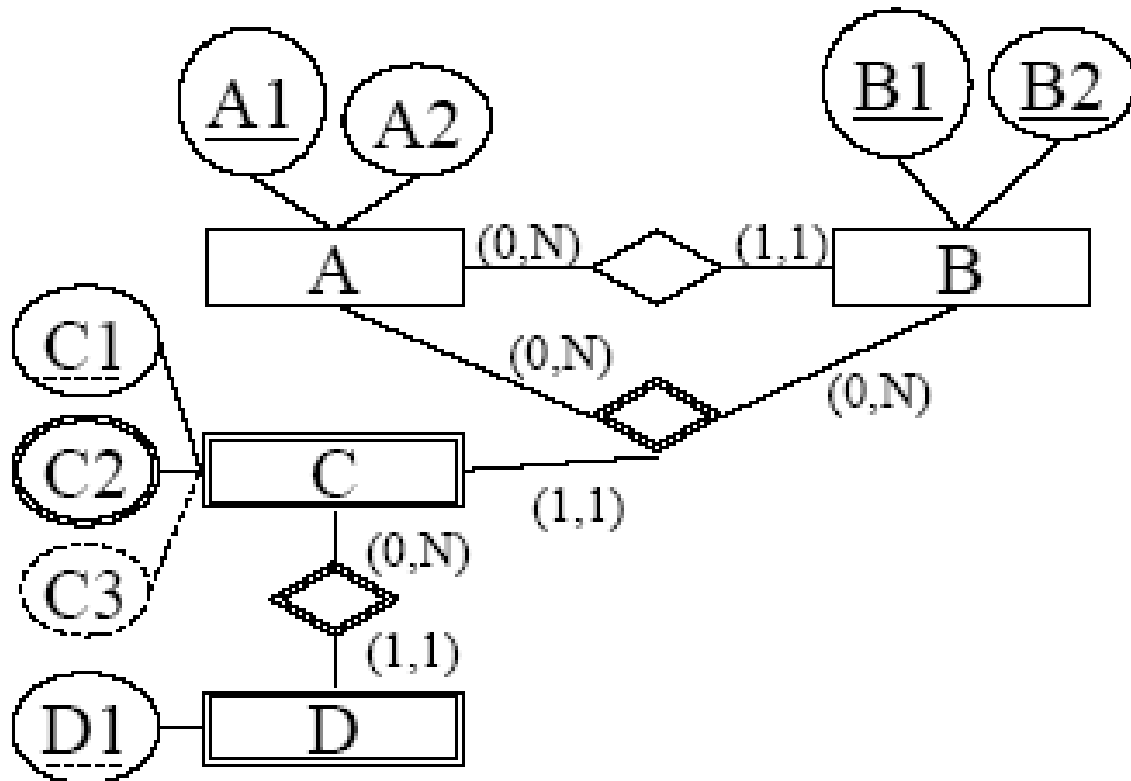 A1
A2
B1
B2
A
(0,N)
(1,1)
B
C1
(0,N)
(0,N)
C2
C
(1,1)
C3
(0,N)
(1,1)
D1
D